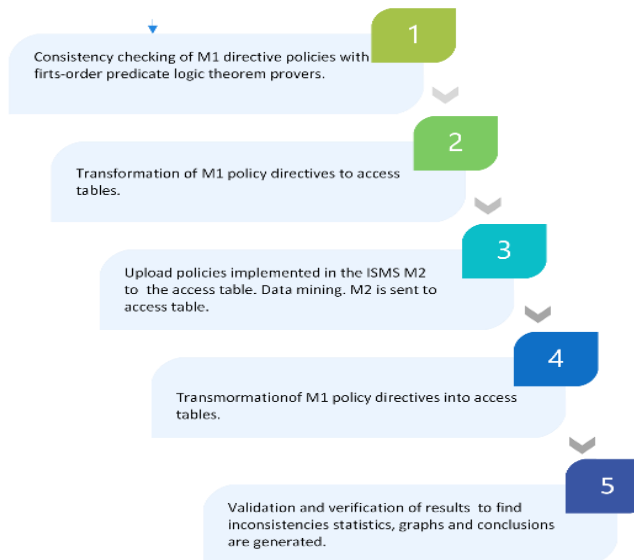 1
Consistency checking of M1 directive policies with
firts-order predicate logic theorem provers.
2
Transformation of M1 policy directives to access
tables.
3
Upload policies implemented in the ISMS M2
to the access table. Data mining. M2 is sent to
access table.
4
Transmormationof M1 policy directives into access
tables.
5
Validation and verification of results to find
inconsistencies statistics, graphs and conclusions
are generated.